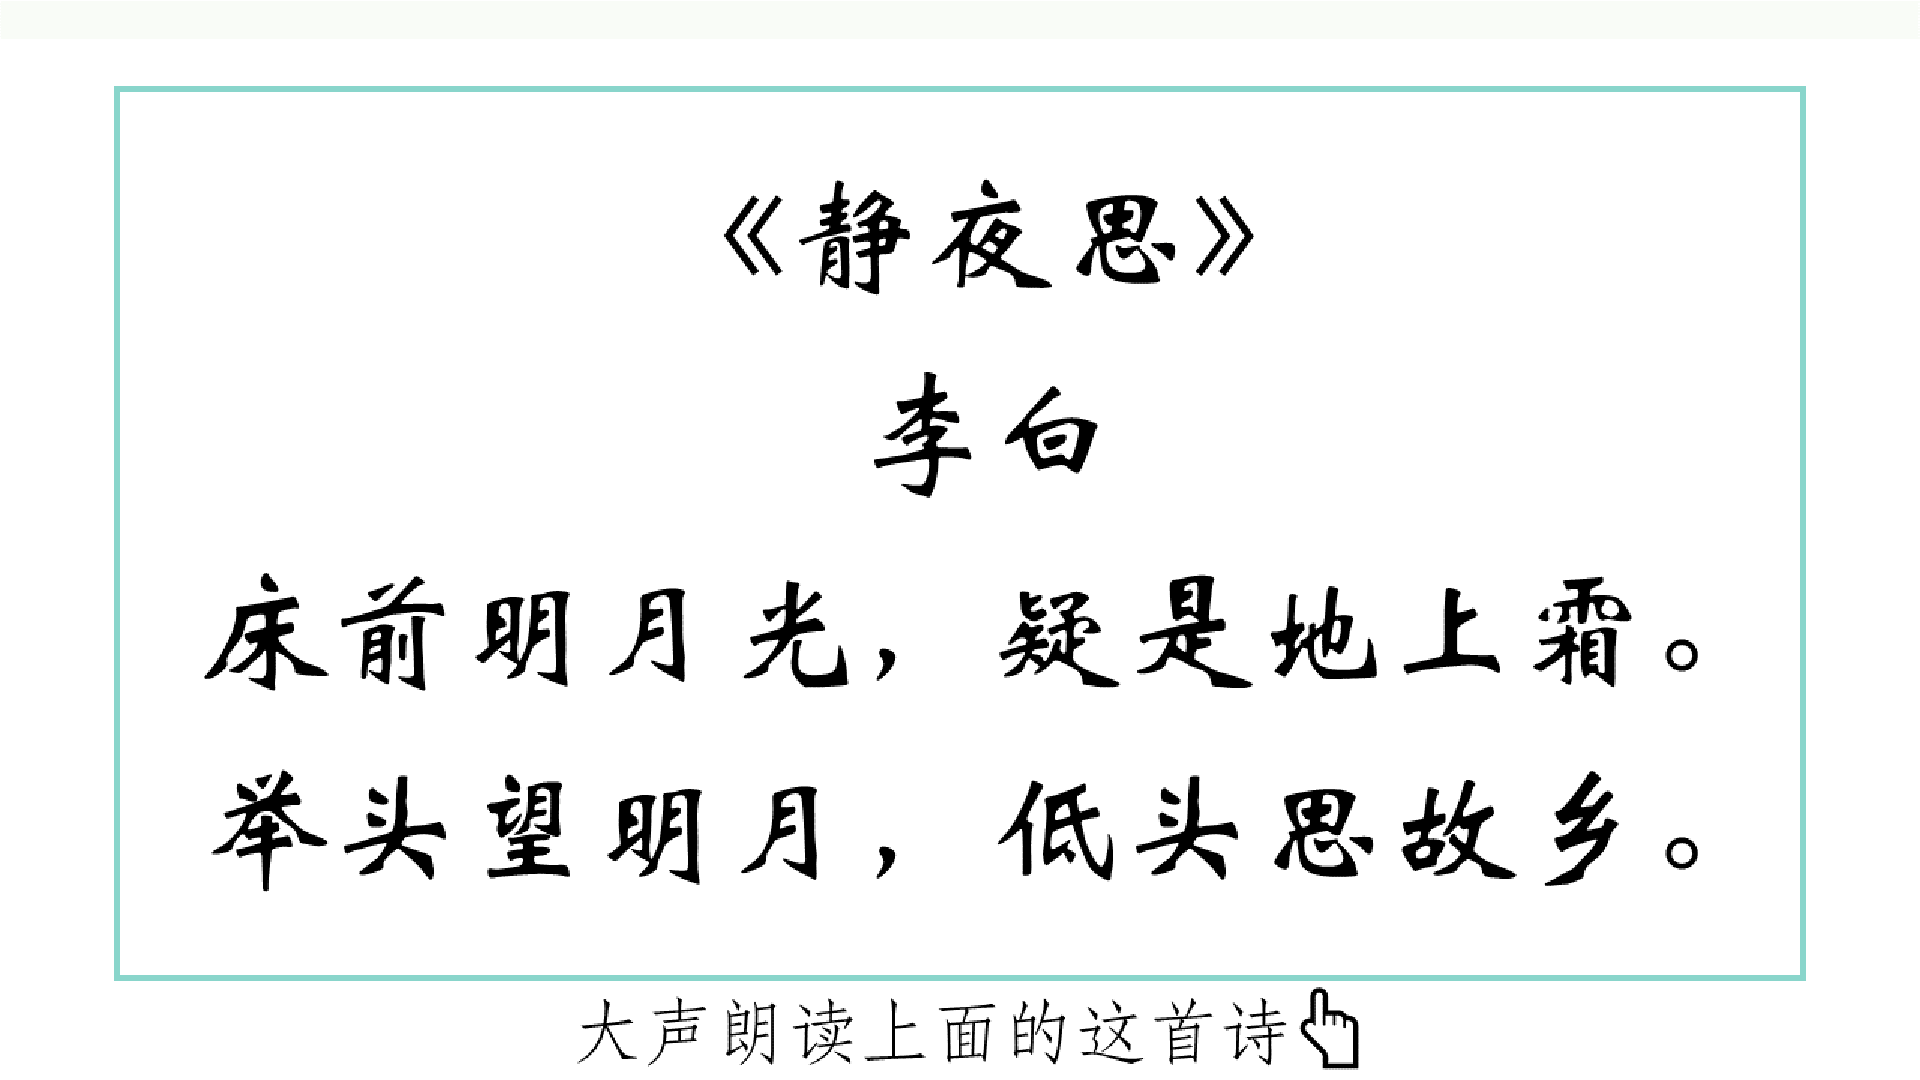 《静夜思》
李白
床前明月光，疑是地上霜。
举头望明月，低头思故乡。
大声朗读上面的这首诗